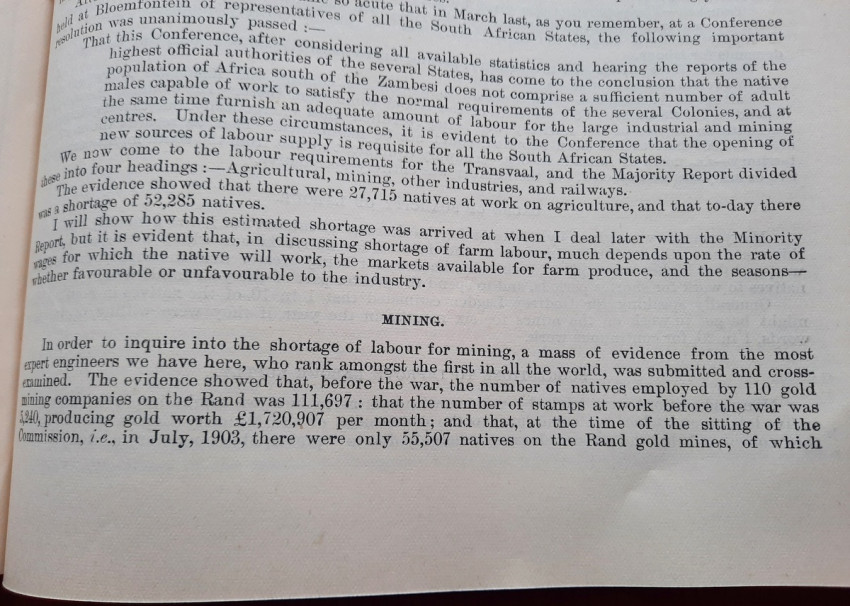 so acute that in March last, as you remember, at a Conference
held at Bloemfontein of representatives of all the South African States, the following important
resolution was unanimously passed :—
That this Conference, after considering all available statistics and hearing the reports of the
highest official authorities of the several States, has come to the conclusion that the native
population of Africa south of the Zambesi does not comprise a sufficient number of adult
males capable of work to satisfy the normal requirements of the several Colonies, and at
the same time furnish an adequate amount of labour for the large industrial and mining
centres. Under these circumstances, it is evident to the Conference that the opening of
new sources of labour supply is requisite for all the South African States.
We now come to the labour requirements for the Transvaal, and the Majority Report divided
these into four headings :—Agricultural, mining, other industries, and railways.
The evidence showed that there were 27,715 natives at work on agriculture, and that to-day there
was a shortage of 52,285 natives.
I will show how this estimated shortage was arrived at when I deal later with the Minority
Report, but it is evident that, in discussing shortage of farm labour, much depends upon the rate of
wages for which the native will work, the markets available for farm produce, and the seasons—
whether favourable or unfavourable to the industry.
MINING.
In order to inquire into the shortage of labour for mining, a mass of evidence from the most
expert engineers we have here, who rank amongst the first in all the world, was submitted and cross-
examined. The evidence showed that, before the war, the number of natives employed by 110 gold
mining companies on the Rand was 111,697 : that the number of stamps at work before the war was
producing gold worth £1,720,907 per month ; and that, at the time of the sitting of the
Commission, i.e., in July, 1903, there were only 55,507 natives on the Rand gold mines, of which